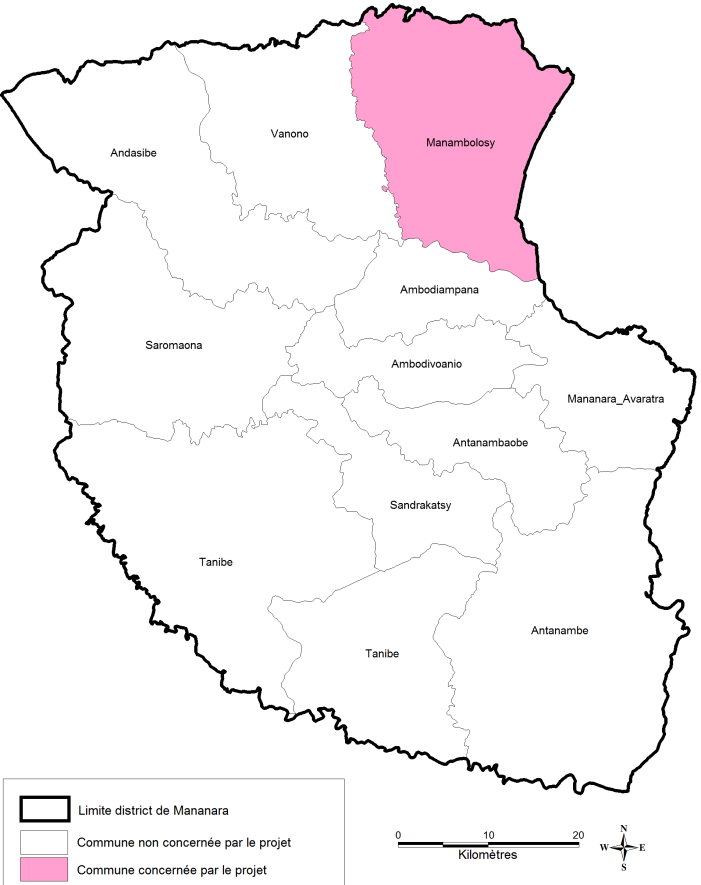 Vanono
Manambolosy
Andasibe
Ambodiampana
Saromaona
Ambodivoanio
Mananara_Avaratra
Antanambaobe
Sandrakatsy
Tanibe
Antanambe
Tanibe
Limite district de Mananara
Commune non concernée par le projet
Commune concernée par le projet
0 10 20
Kilomètres
N
W E
S